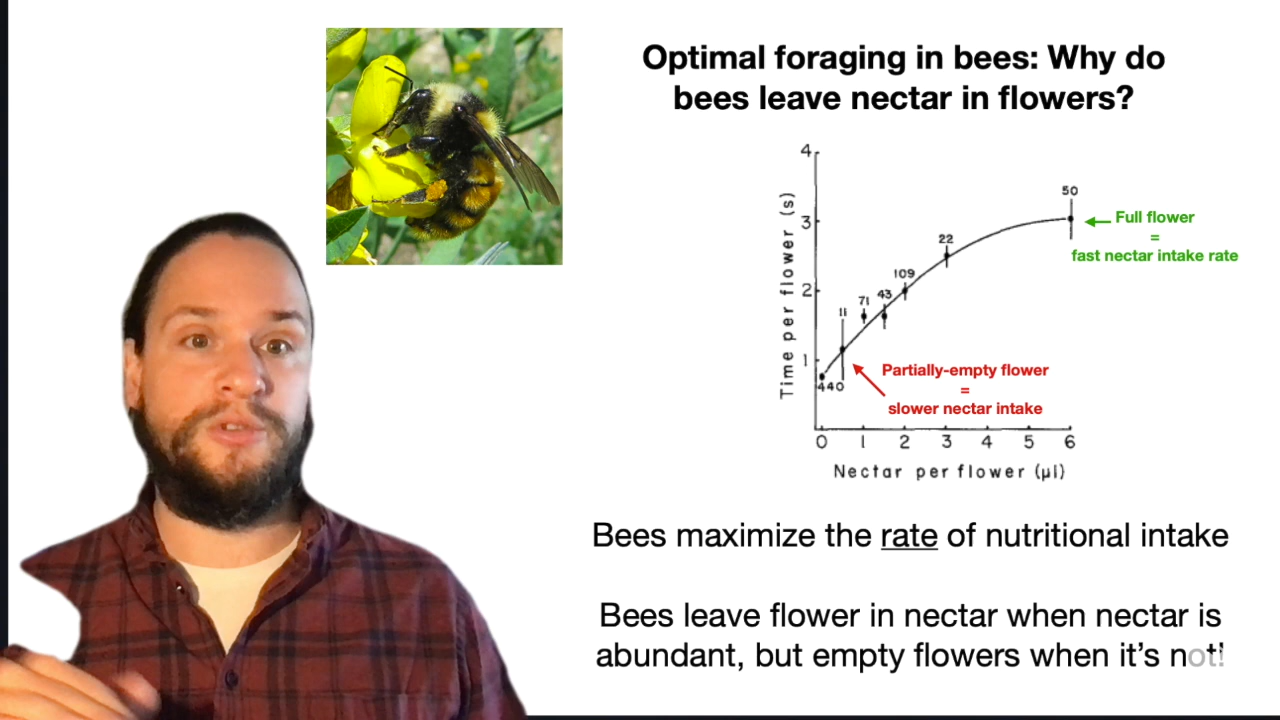 Optimal foraging in bees: Why do
bees leave nectar in flowers?
4
50
Full flower
=
fast nectar intake rate
3
22
109
2
43
71
11
1
Partially-empty flower
=
slower nectar intake
440
0 1 2 3 4 5 6
Time per flower (s)
Nectar per flower (µl)
Bees maximize the rate of nutritional intake
Bees leave flower in nectar when nectar is
abundant, but empty flowers when it's not!